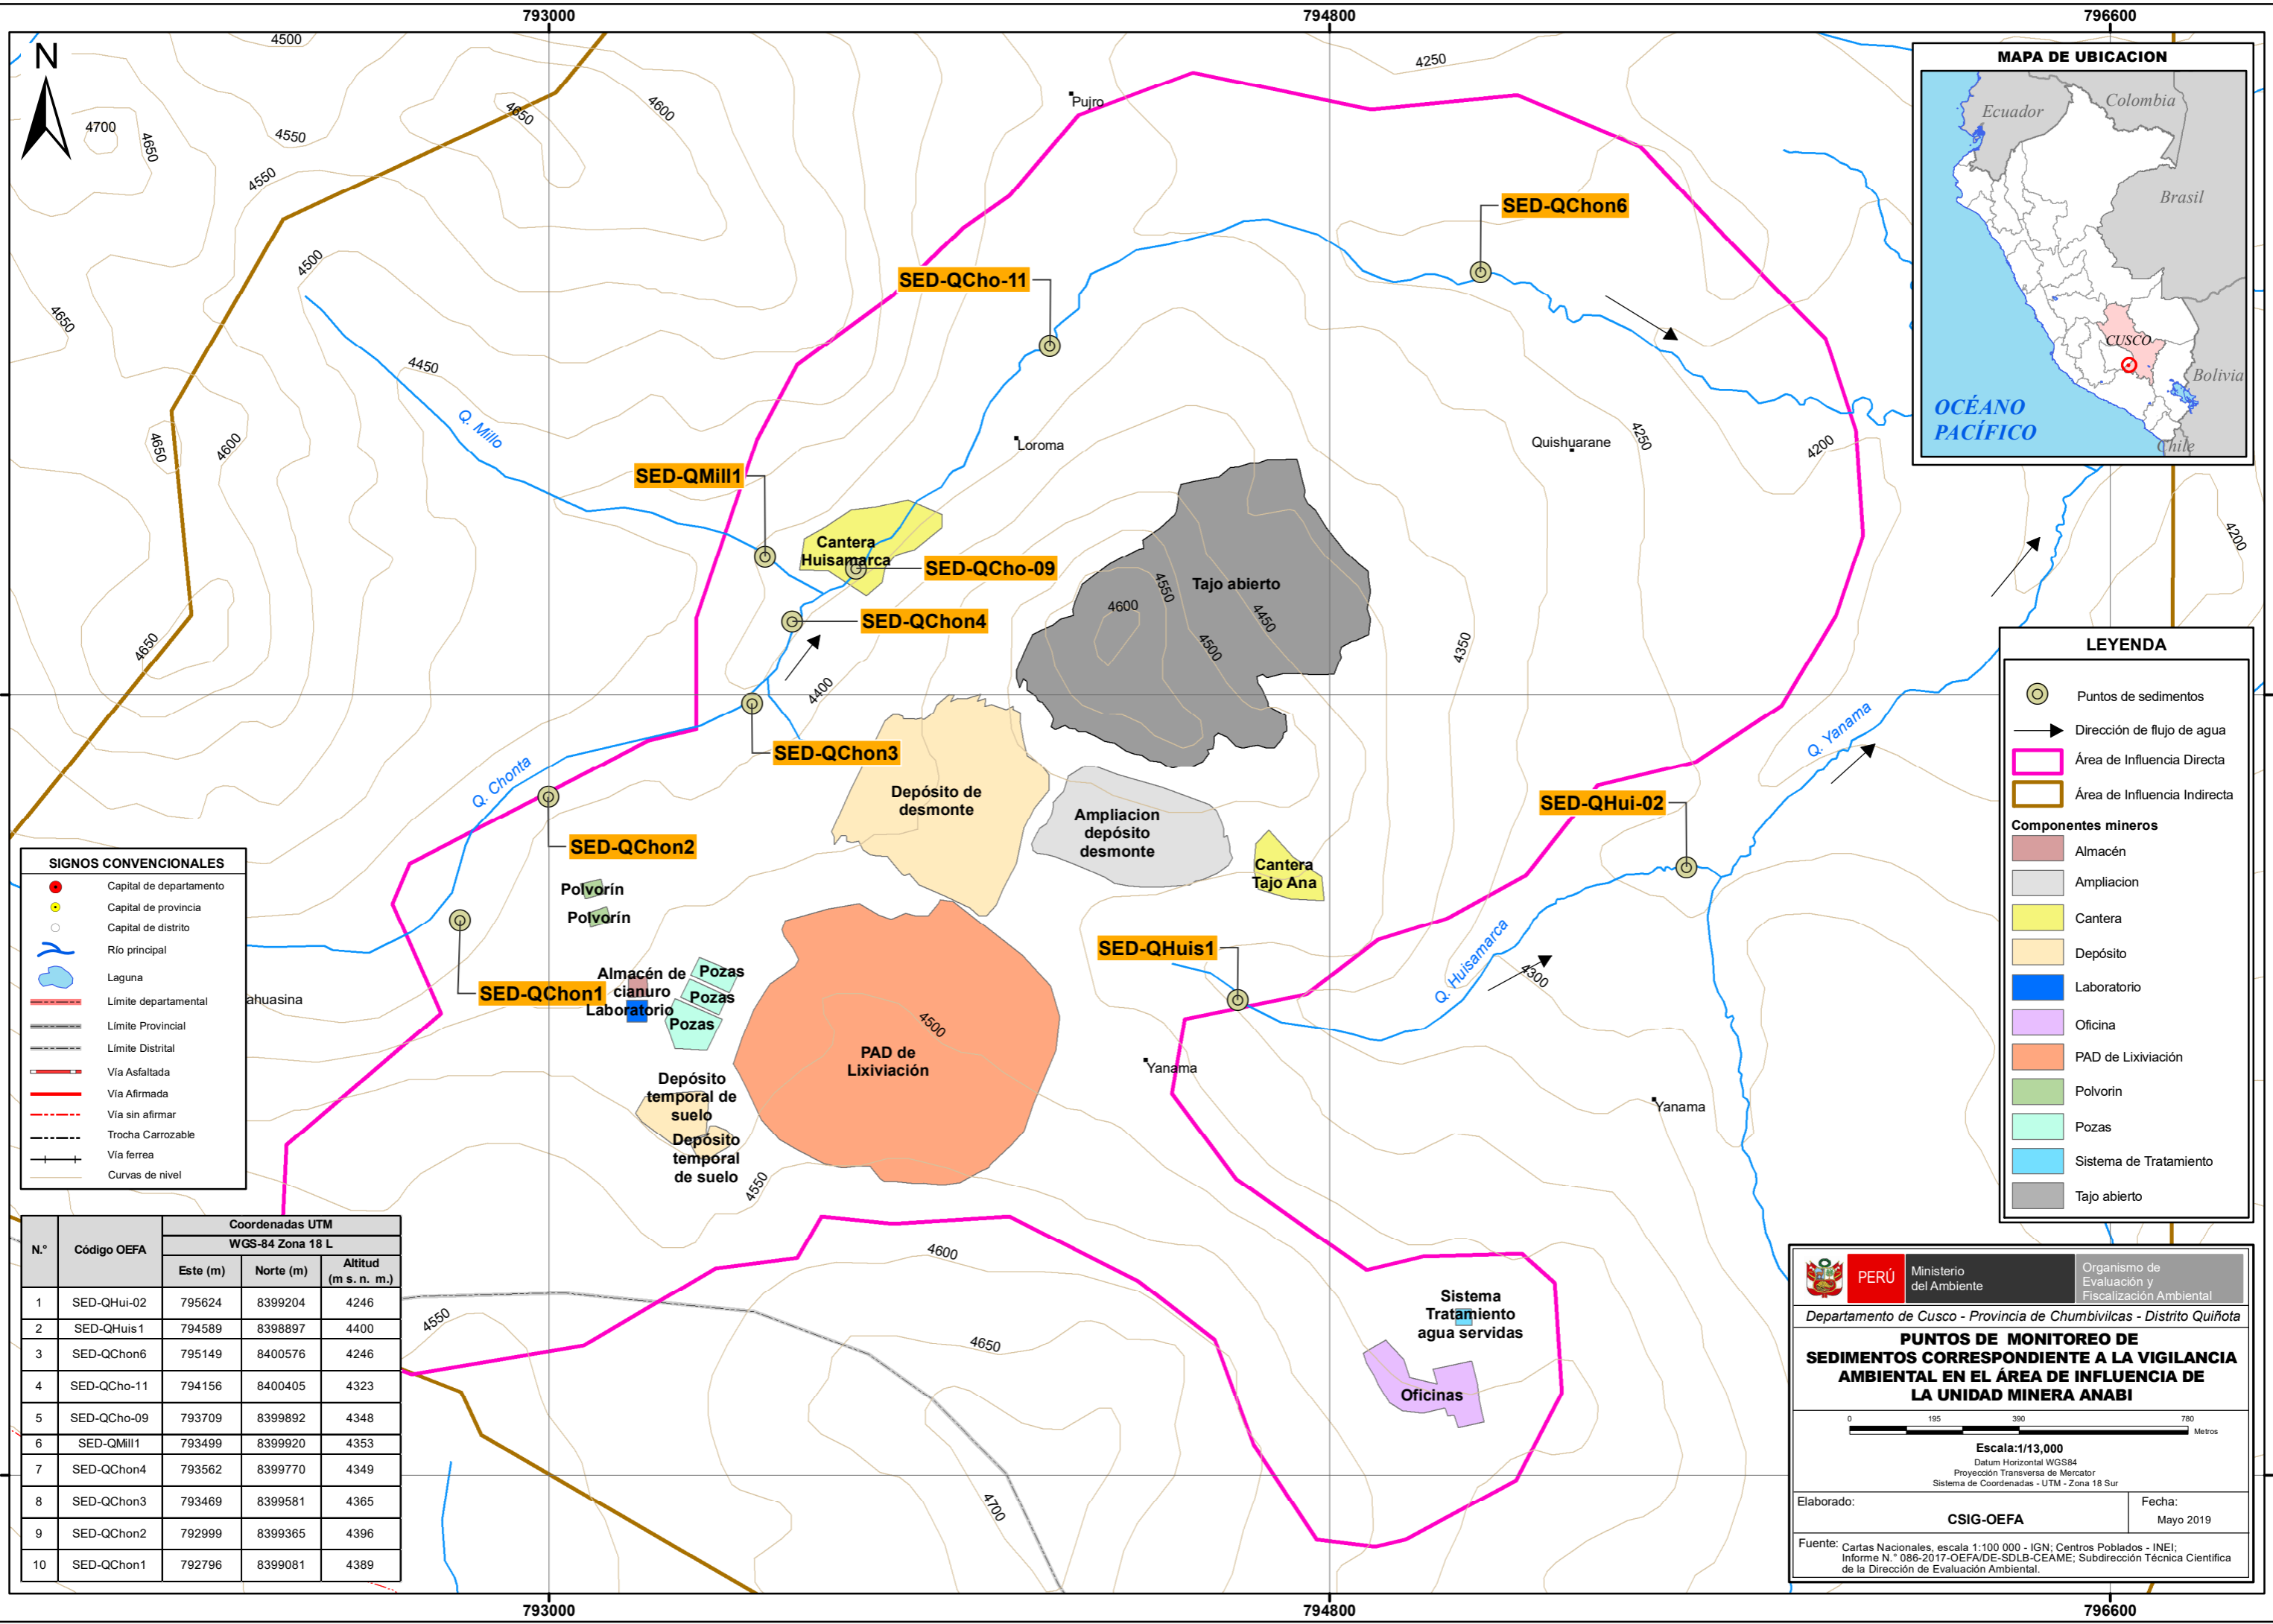 793000
794800
796600
N
4500
4700
4650
4550
4550
4650
4600
4250
Pujro
4500
4650
4450
4650
4600
4650
Q. Millo
SED-QChon6
SED-QCho-11
Loroma
SED-QMill1
Cantera
Huisamarca
SED-QCho-09
SED-QChon4
4400
SED-QChon3
Q. Chonta
SED-QChon2
Tajo abierto
4600
4550
4450
4500
4350
Quishuarane
4250
4200
4200
Depósito de
desmonte
Ampliacion
depósito
desmonte
Cantera
Tajo Ana
SED-QHui-02
Q. Yanama
Polvorín
Polvorín
SED-QHuis1
Q. Huisamarca
4300
SED-QChon1
Almacén de
cianuro
Laboratorio
Pozas
Pozas
Pozas
4500
PAD de
Lixiviación
Yanama
Yanama
Depósito
temporal de
suelo
Depósito
temporal
de suelo
4550
4600
4550
4650
4700
Sistema
Tratamiento
agua servidas
Oficinas
ahuasina
MAPA DE UBICACION
Ecuador
Colombia
Brasil
CUSCO
Bolivia
OCÉANO
PACÍFICO
Chile
LEYENDA
Puntos de sedimentos
Dirección de flujo de agua
Área de Influencia Directa
Área de Influencia Indirecta
Componentes mineros
Almacén
Ampliacion
Cantera
Depósito
Laboratorio
Oficina
PAD de Lixiviación
Polvorin
Pozas
Sistema de Tratamiento
Tajo abierto
SIGNOS CONVENCIONALES
Capital de departamento
Capital de provincia
Capital de distrito
Río principal
Laguna
Límite departamental
Límite Provincial
Límite Distrital
Vía Asfaltada
Vía Afirmada
Vía sin afirmar
Trocha Carrozable
Vía ferrea
Curvas de nivel
N.° Código OEFA Coordenadas UTM
WGS-84 Zona 18 L
Este (m) Norte (m) Altitud (m s. n. m.)
1 SED-QHui-02 795624 8399204 4246
2 SED-QHuis1 794589 8398897 4400
3 SED-QChon6 795149 8400576 4246
4 SED-QCho-11 794156 8400405 4323
5 SED-QCho-09 793709 8399892 4348
6 SED-QMill1 793499 8399920 4353
7 SED-QChon4 793562 8399770 4349
8 SED-QChon3 793469 8399581 4365
9 SED-QChon2 792999 8399365 4396
10 SED-QChon1 792796 8399081 4389
PERÚ
Ministerio
del Ambiente
Organismo de
Evaluación y
Fiscalización Ambiental
Departamento de Cusco - Provincia de Chumbivilcas - Distrito Quiñota
PUNTOS DE MONITOREO DE
SEDIMENTOS CORRESPONDIENTE A LA VIGILANCIA
AMBIENTAL EN EL ÁREA DE INFLUENCIA DE
LA UNIDAD MINERA ANABI
0 195 390 780
Metros
Escala:1/13,000
Datum Horizontal WGS84
Proyección Transversa de Mercator
Sistema de Coordenadas - UTM - Zona 18 Sur
Elaborado:
CSIG-OEFA
Fecha:
Mayo 2019
Fuente: Cartas Nacionales, escala 1:100 000 - IGN; Centros Poblados - INEI;
Informe N.° 086-2017-OEFA/DE-SDLB-CEAME; Subdirección Técnica Científica
de la Dirección de Evaluación Ambiental.
793000
794800
796600